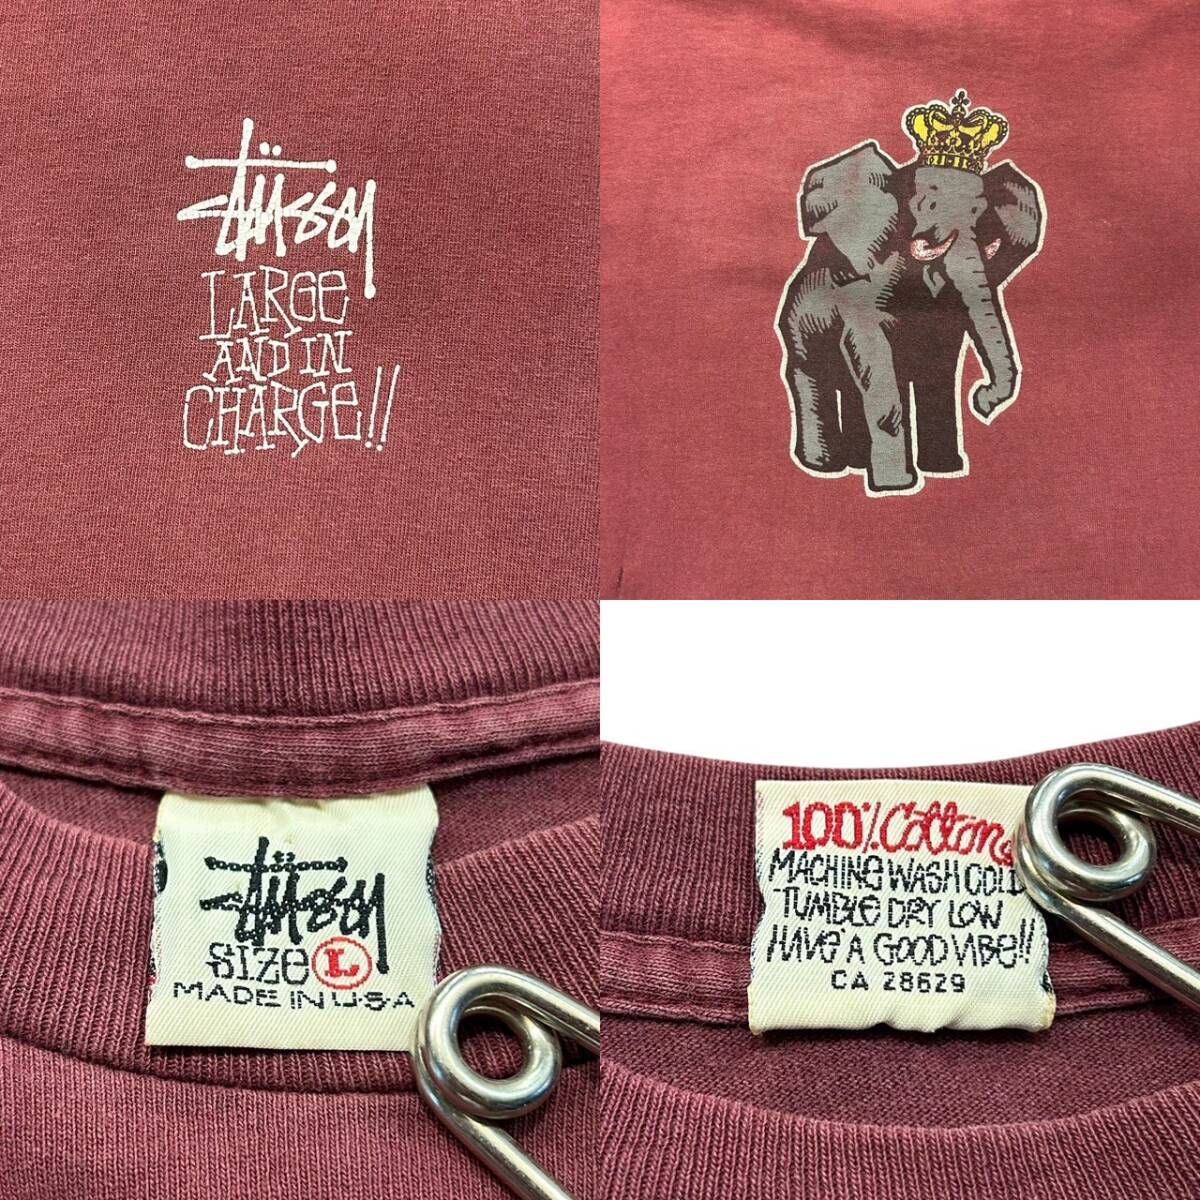 Stüssy
LARGE
AND IN
CHARGE!!
Stüssy
SIZE L
MADE IN U.S.A
100% Cotton
MACHINE WASH COLD
TUMBLE DRY LOW
HAVE A GOOD VIBE!!
CA 28629